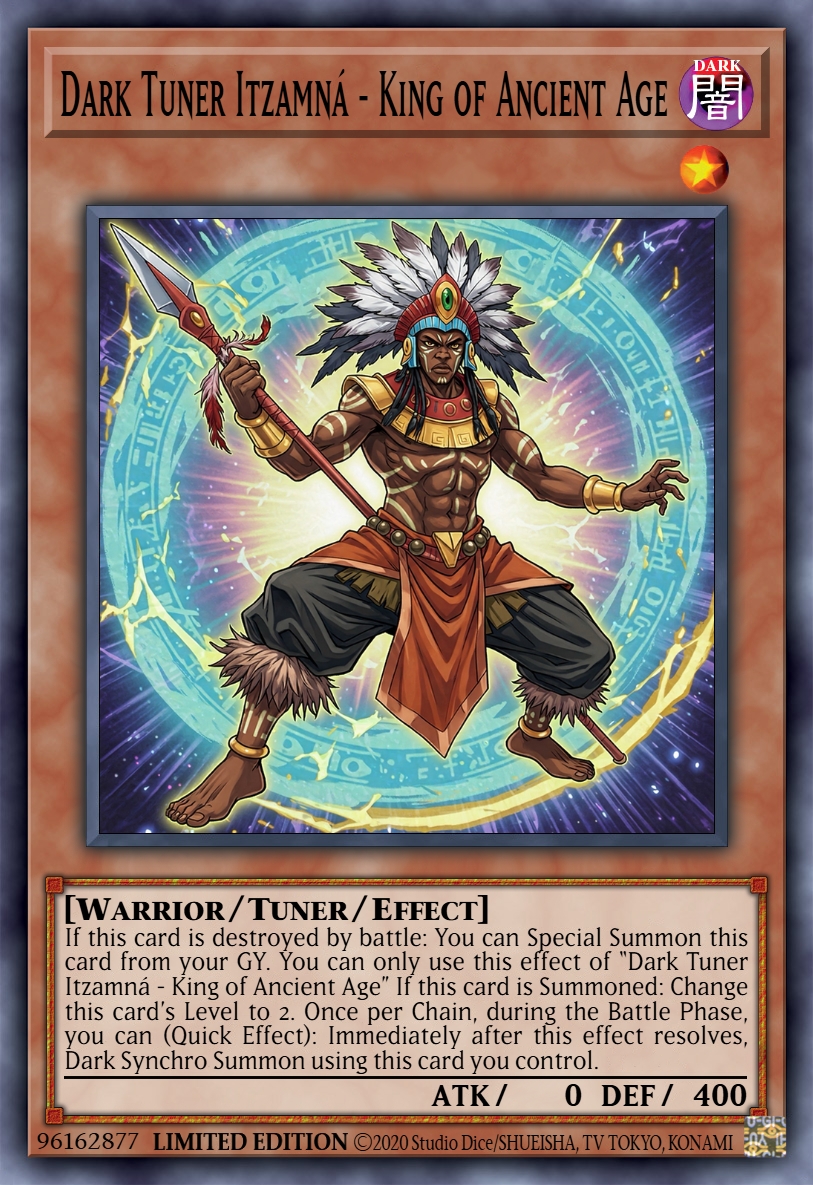 Dark Tuner Itzamná - King of Ancient Age
DARK
闇
[Warrior/Tuner/Effect]
If this card is destroyed by battle: You can Special Summon this
card from your GY. You can only use this effect of "Dark Tuner
Itzamná - King of Ancient Age" If this card is Summoned: Change
this card's Level to 2. Once per Chain, during the Battle Phase,
you can (Quick Effect): Immediately after this effect resolves,
Dark Synchro Summon using this card you control.
ATK/ 0 DEF/ 400
96162877 LIMITED EDITION ©2020 Studio Dice/SHUEISHA, TV TOKYO, KONAMI